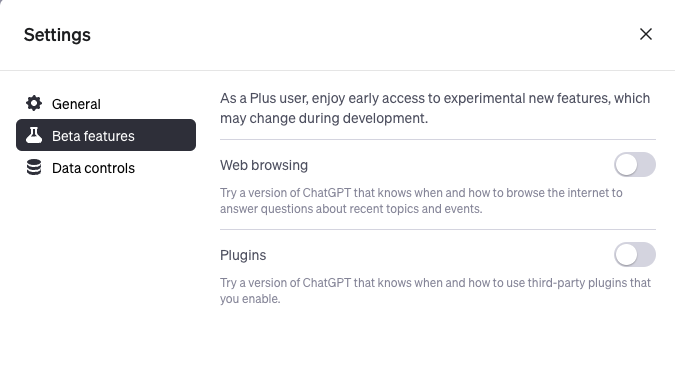 Settings
General
Beta features
Data controls
As a Plus user, enjoy early access to experimental new features, which
may change during development.
Web browsing
Try a version of ChatGPT that knows when and how to browse the internet to
answer questions about recent topics and events.
Plugins
Try a version of ChatGPT that knows when and how to use third-party plugins that
you enable.